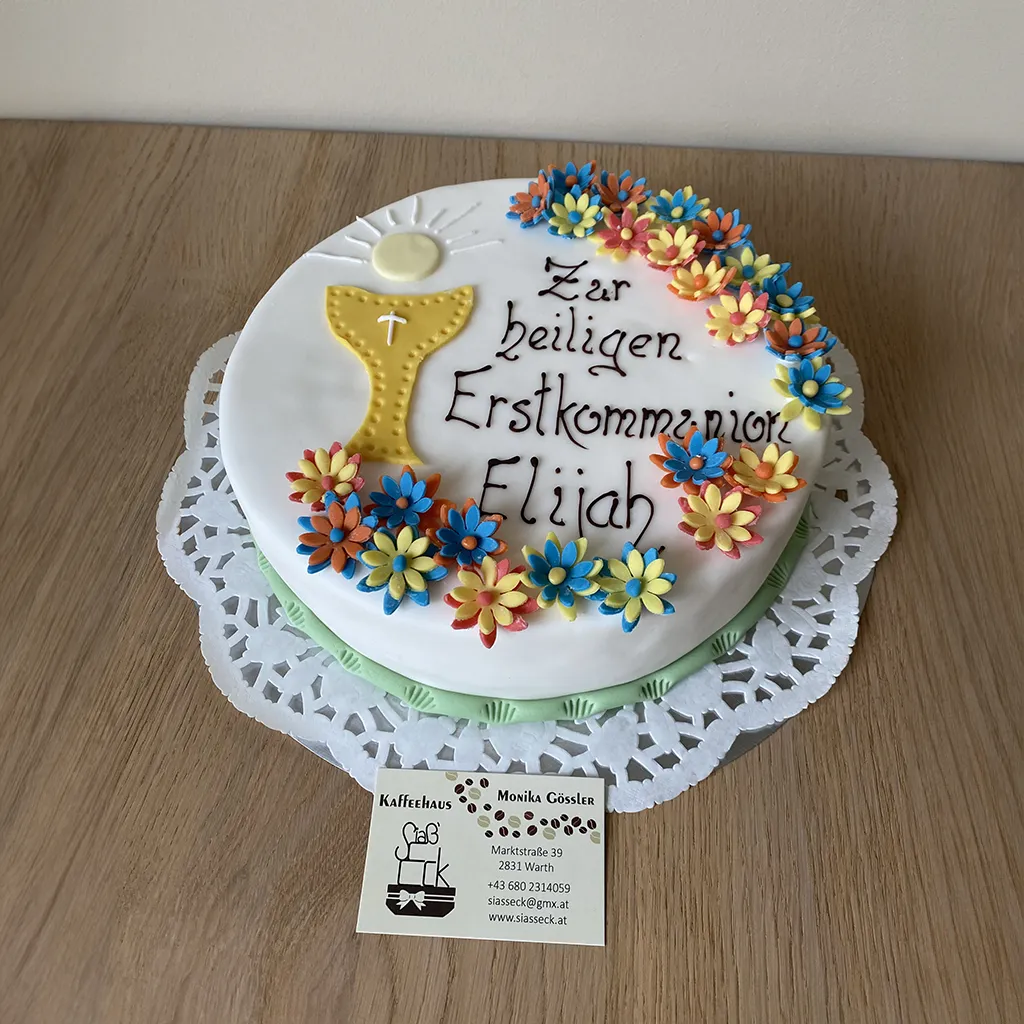 Zur
heiligen
Erstkommunion
Elijah
Kaffeehaus
Monika Gössler
Siaß
Eck
Marktstraße 39
2831 Warth
+43 680 2314059
siasseck@gmx.at
www.siasseck.at